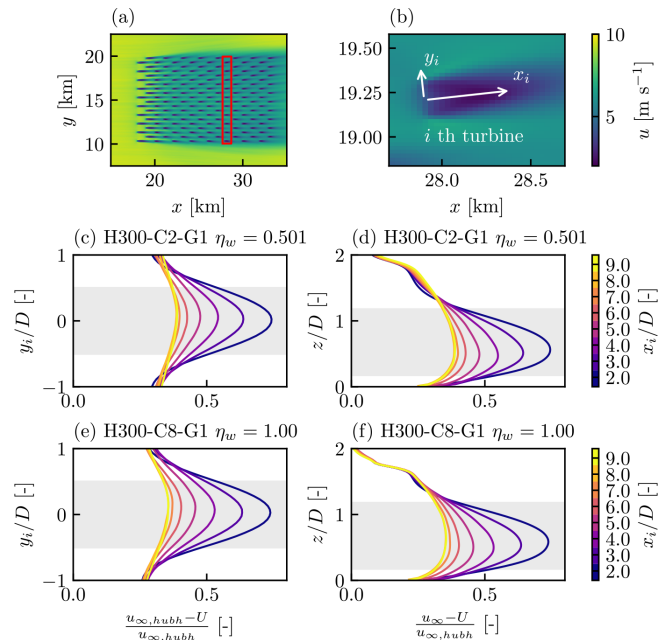 (a)
(b)
20
15
10
y [km]
20
30
x [km]
19.50
19.25
19.00
y_i
x_i
i th turbine
28.0
28.5
x [km]
10
5
0
u [m s⁻¹]
(c) H300-C2-G1 η_w = 0.501
(d) H300-C2-G1 η_w = 0.501
1
0
−1
y_i/D [-]
0.0
0.5
2
1
0
z/D [-]
0.0
0.5
9.0
8.0
7.0
6.0
5.0
4.0
3.0
2.0
x_i/D [-]
(e) H300-C8-G1 η_w = 1.00
(f) H300-C8-G1 η_w = 1.00
1
0
−1
y_i/D [-]
0.0
0.5
u_∞,hubh−U / u_∞,hubh [-]
2
1
0
z/D [-]
0.0
0.5
u_∞−U / u_∞,hubh [-]
9.0
8.0
7.0
6.0
5.0
4.0
3.0
2.0
x_i/D [-]